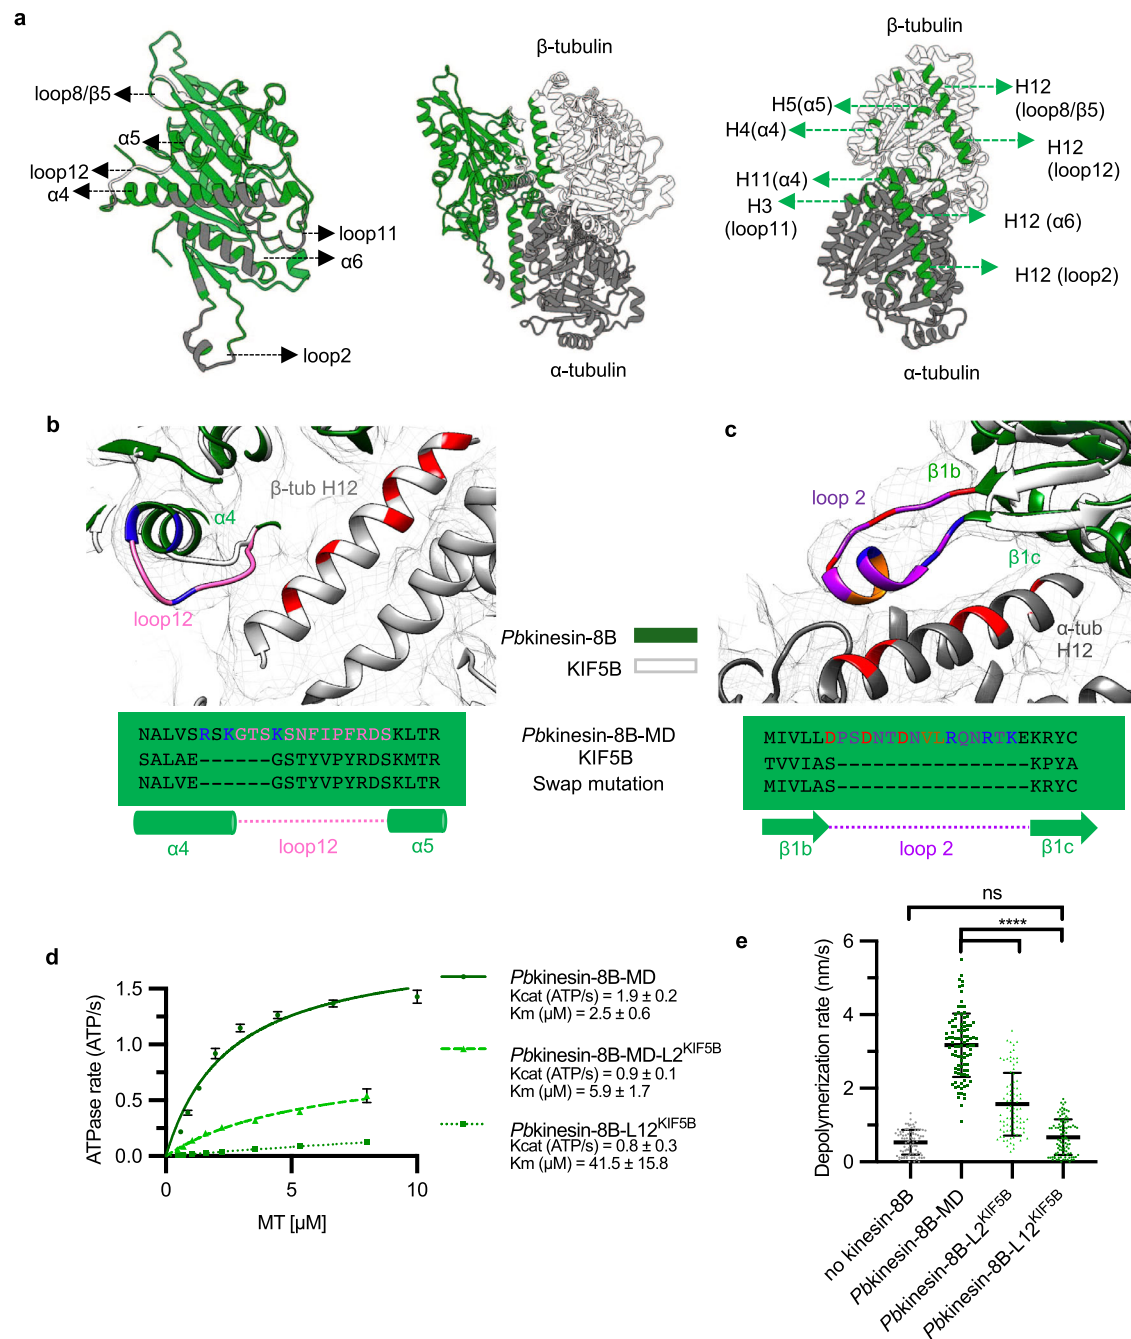 a
β-tubulin
β-tubulin
loop8/β5
α5
loop12
α4
loop11
α6
loop2
α-tubulin
H5(α5)
H4(α4)
H11(α4)
H3
(loop11)
H12
(loop8/β5)
H12
(loop12)
H12 (α6)
H12 (loop2)
α-tubulin
b
β-tub H12
α4
loop12
c
β1b
loop 2
β1c
α-tub
H12
Pbkinesin-8B
KIF5B
NALVSRSKGTSKSNFIPFRDSKLTR
SALAE------GSTYVPYRDSKMTR
NALVE------GSTYVPYRDSKLTR
α4
loop12
α5
Pbkinesin-8B-MD
KIF5B
Swap mutation
MIVLLDPSDNTDNVLRQNRTKEKRYC
TVVIAS----------------KPYA
MIVLAS----------------KRYC
β1b
loop 2
β1c
d
ATPase rate (ATP/s)
1.5
1.0
0.5
0.0
0
5
10
MT [µM]
Pbkinesin-8B-MD
Kcat (ATP/s) = 1.9 ± 0.2
Km (µM) = 2.5 ± 0.6
Pbkinesin-8B-MD-L2KIF5B
Kcat (ATP/s) = 0.9 ± 0.1
Km (µM) = 5.9 ± 1.7
Pbkinesin-8B-L12KIF5B
Kcat (ATP/s) = 0.8 ± 0.3
Km (µM) = 41.5 ± 15.8
e
ns
****
Depolymerization rate (nm/s)
6
4
2
0
no kinesin-8B
Pbkinesin-8B-MD
Pbkinesin-8B-L2KIF5B
Pbkinesin-8B-L12KIF5B